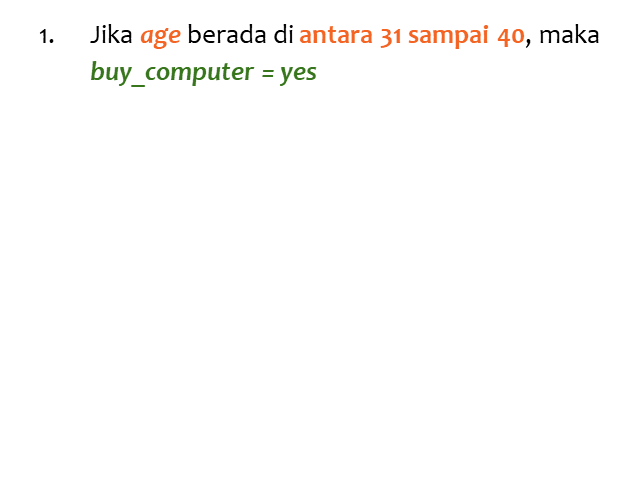 1. Jika age berada di antara 31 sampai 40, maka
buy_computer = yes